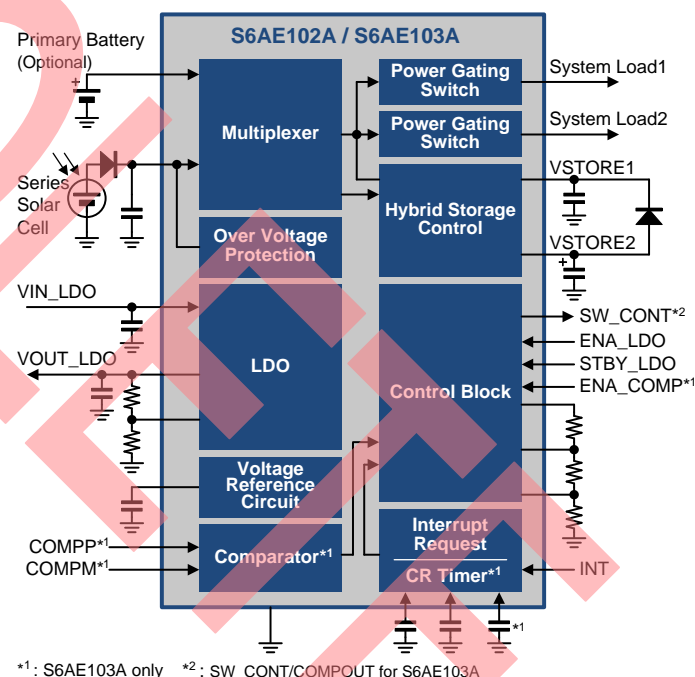 S6AE102A / S6AE103A
Primary Battery
(Optional)
+
Multiplexer
Power Gating
Switch
System Load1
Power Gating
Switch
System Load2
Series
Solar
Cell
Hybrid Storage
Control
VSTORE1
VSTORE2
+
Over Voltage
Protection
VIN_LDO
VOUT_LDO
LDO
Control Block
SW_CONT*2
ENA_LDO
STBY_LDO
ENA_COMP*1
Voltage
Reference
Circuit
COMPP*1
COMPM*1
Comparator*1
Interrupt
Request
CR Timer*1
INT
*1
*1 : S6AE103A only *2 : SW_CONT/COMPOUT for S6AE103A